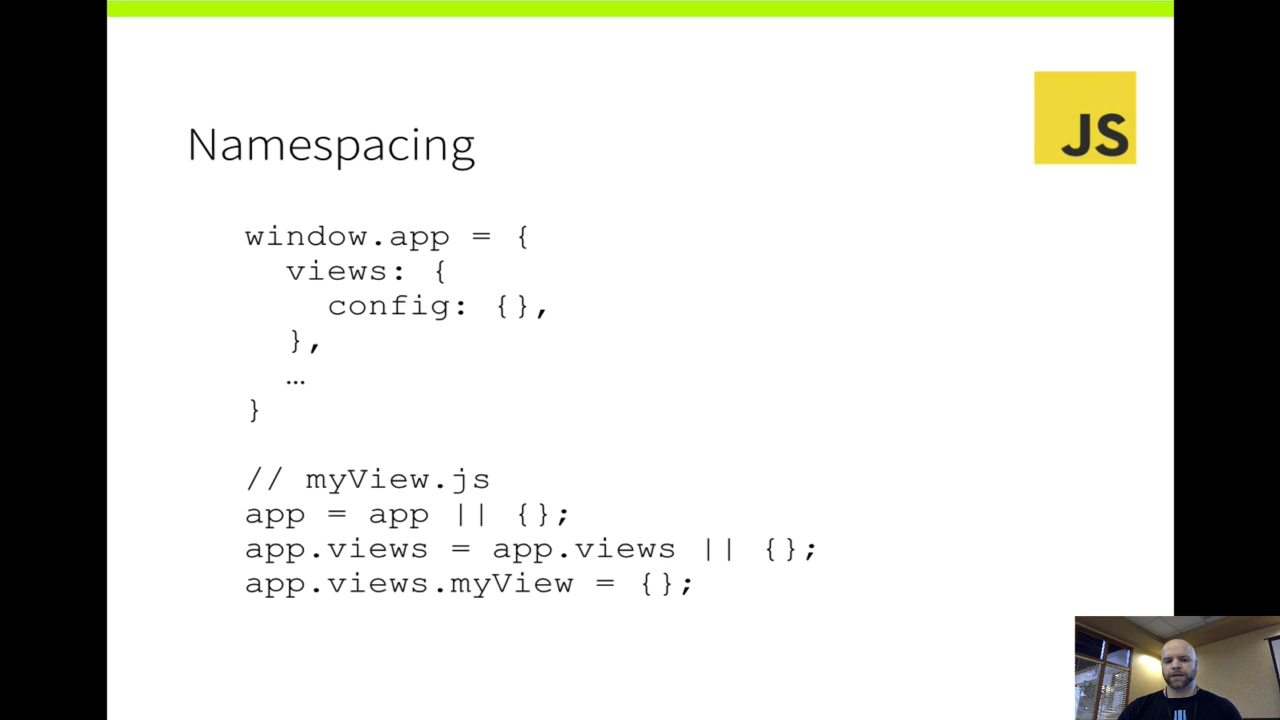 JS
Namespacing
window.app = {
  views: {
    config: {},
  },
  …
}
// myView.js
app = app || {};
app.views = app.views || {};
app.views.myView = {};